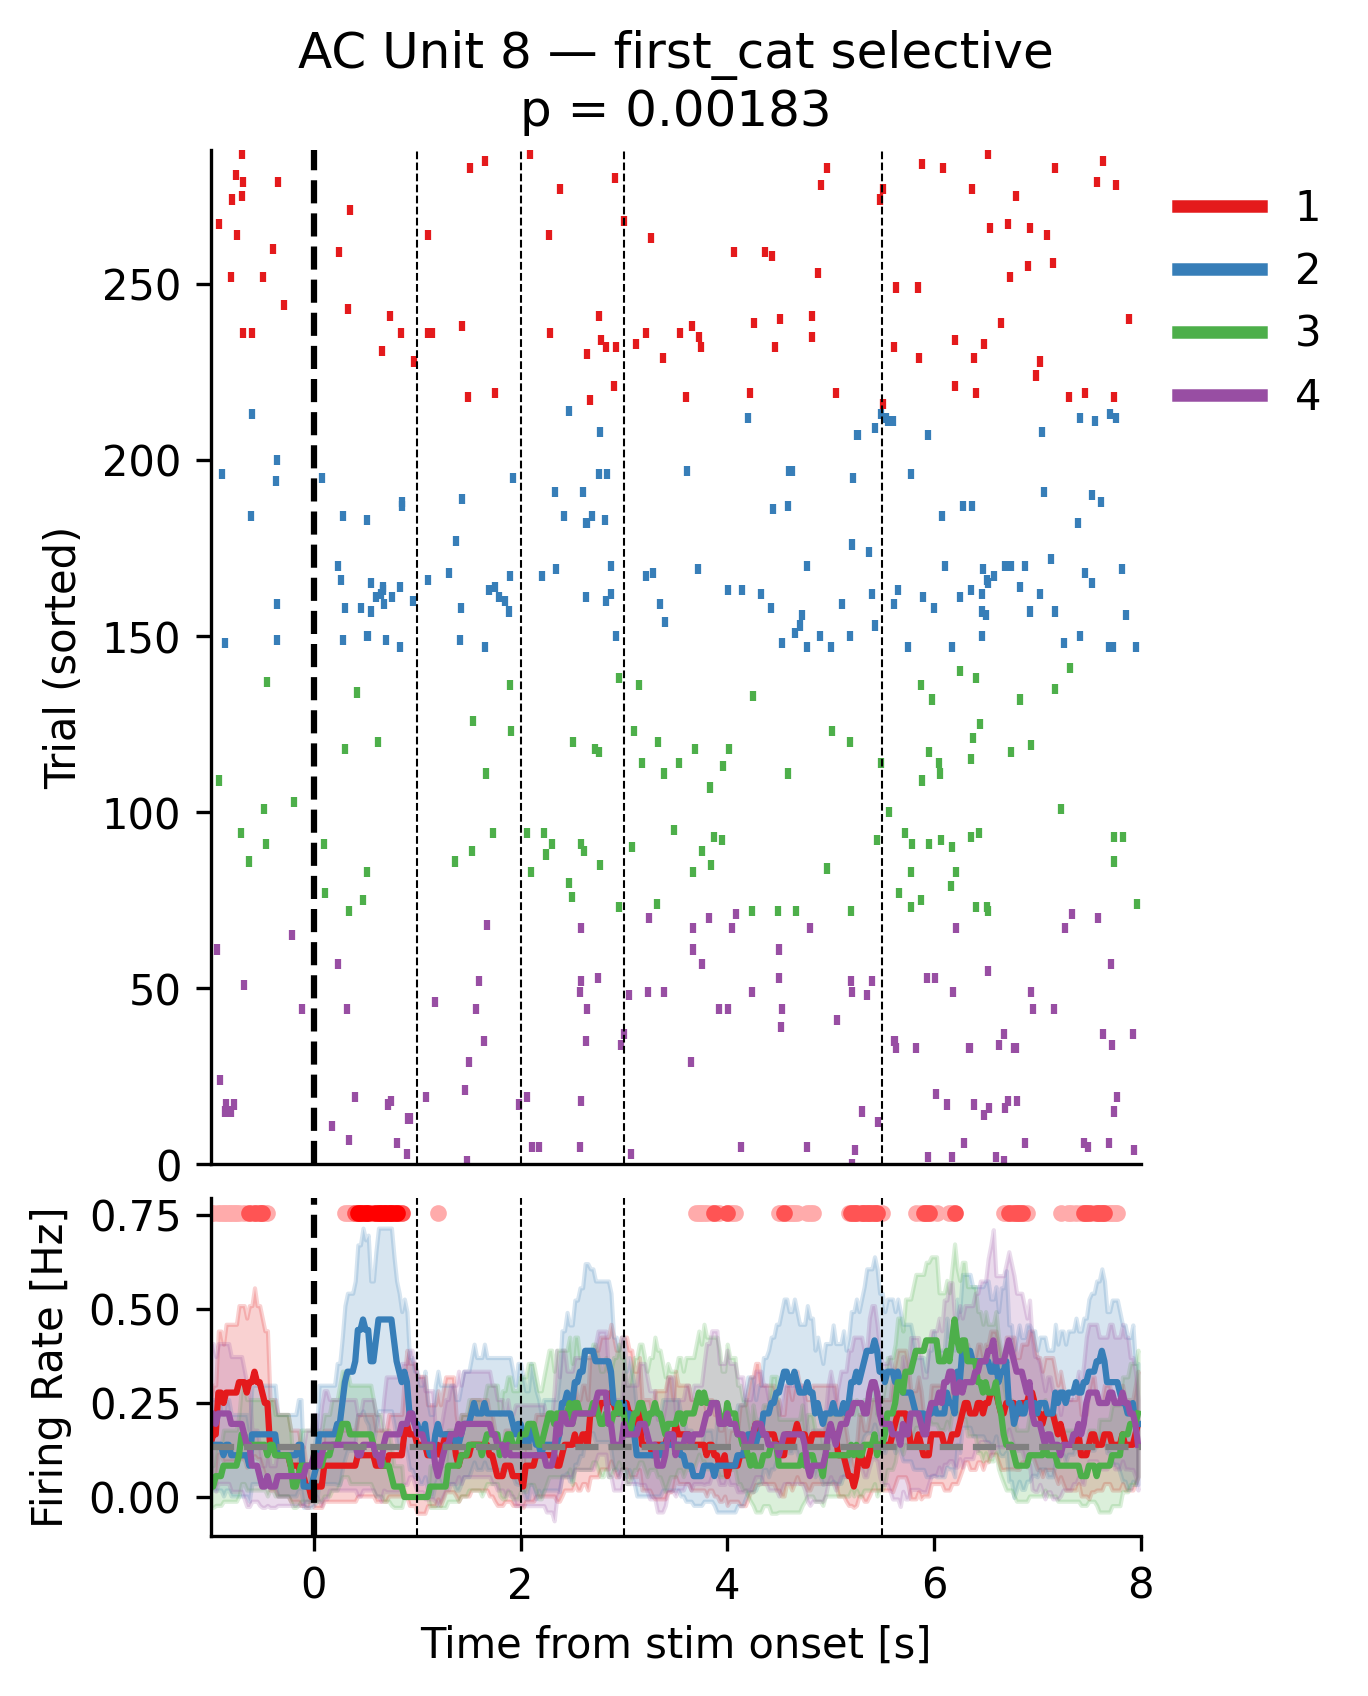 AC Unit 8 — first_cat selective
p = 0.00183
1
2
3
4
250
200
150
100
50
0
Trial (sorted)
0.75
0.50
0.25
0.00
Firing Rate [Hz]
0 2 4 6 8
Time from stim onset [s]